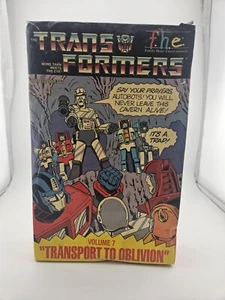 TRANS
FORMERS
MORE THAN
MEETS
THE EYE
f.h.e.
Family Home Entertainment
SAY YOUR PRAYERS,
AUTOBOTS! YOU WILL
NEVER LEAVE THIS
CAVERN ALIVE!
IT'S A
TRAP!
VOLUME 7
"TRANSPORT TO OBLIVION"